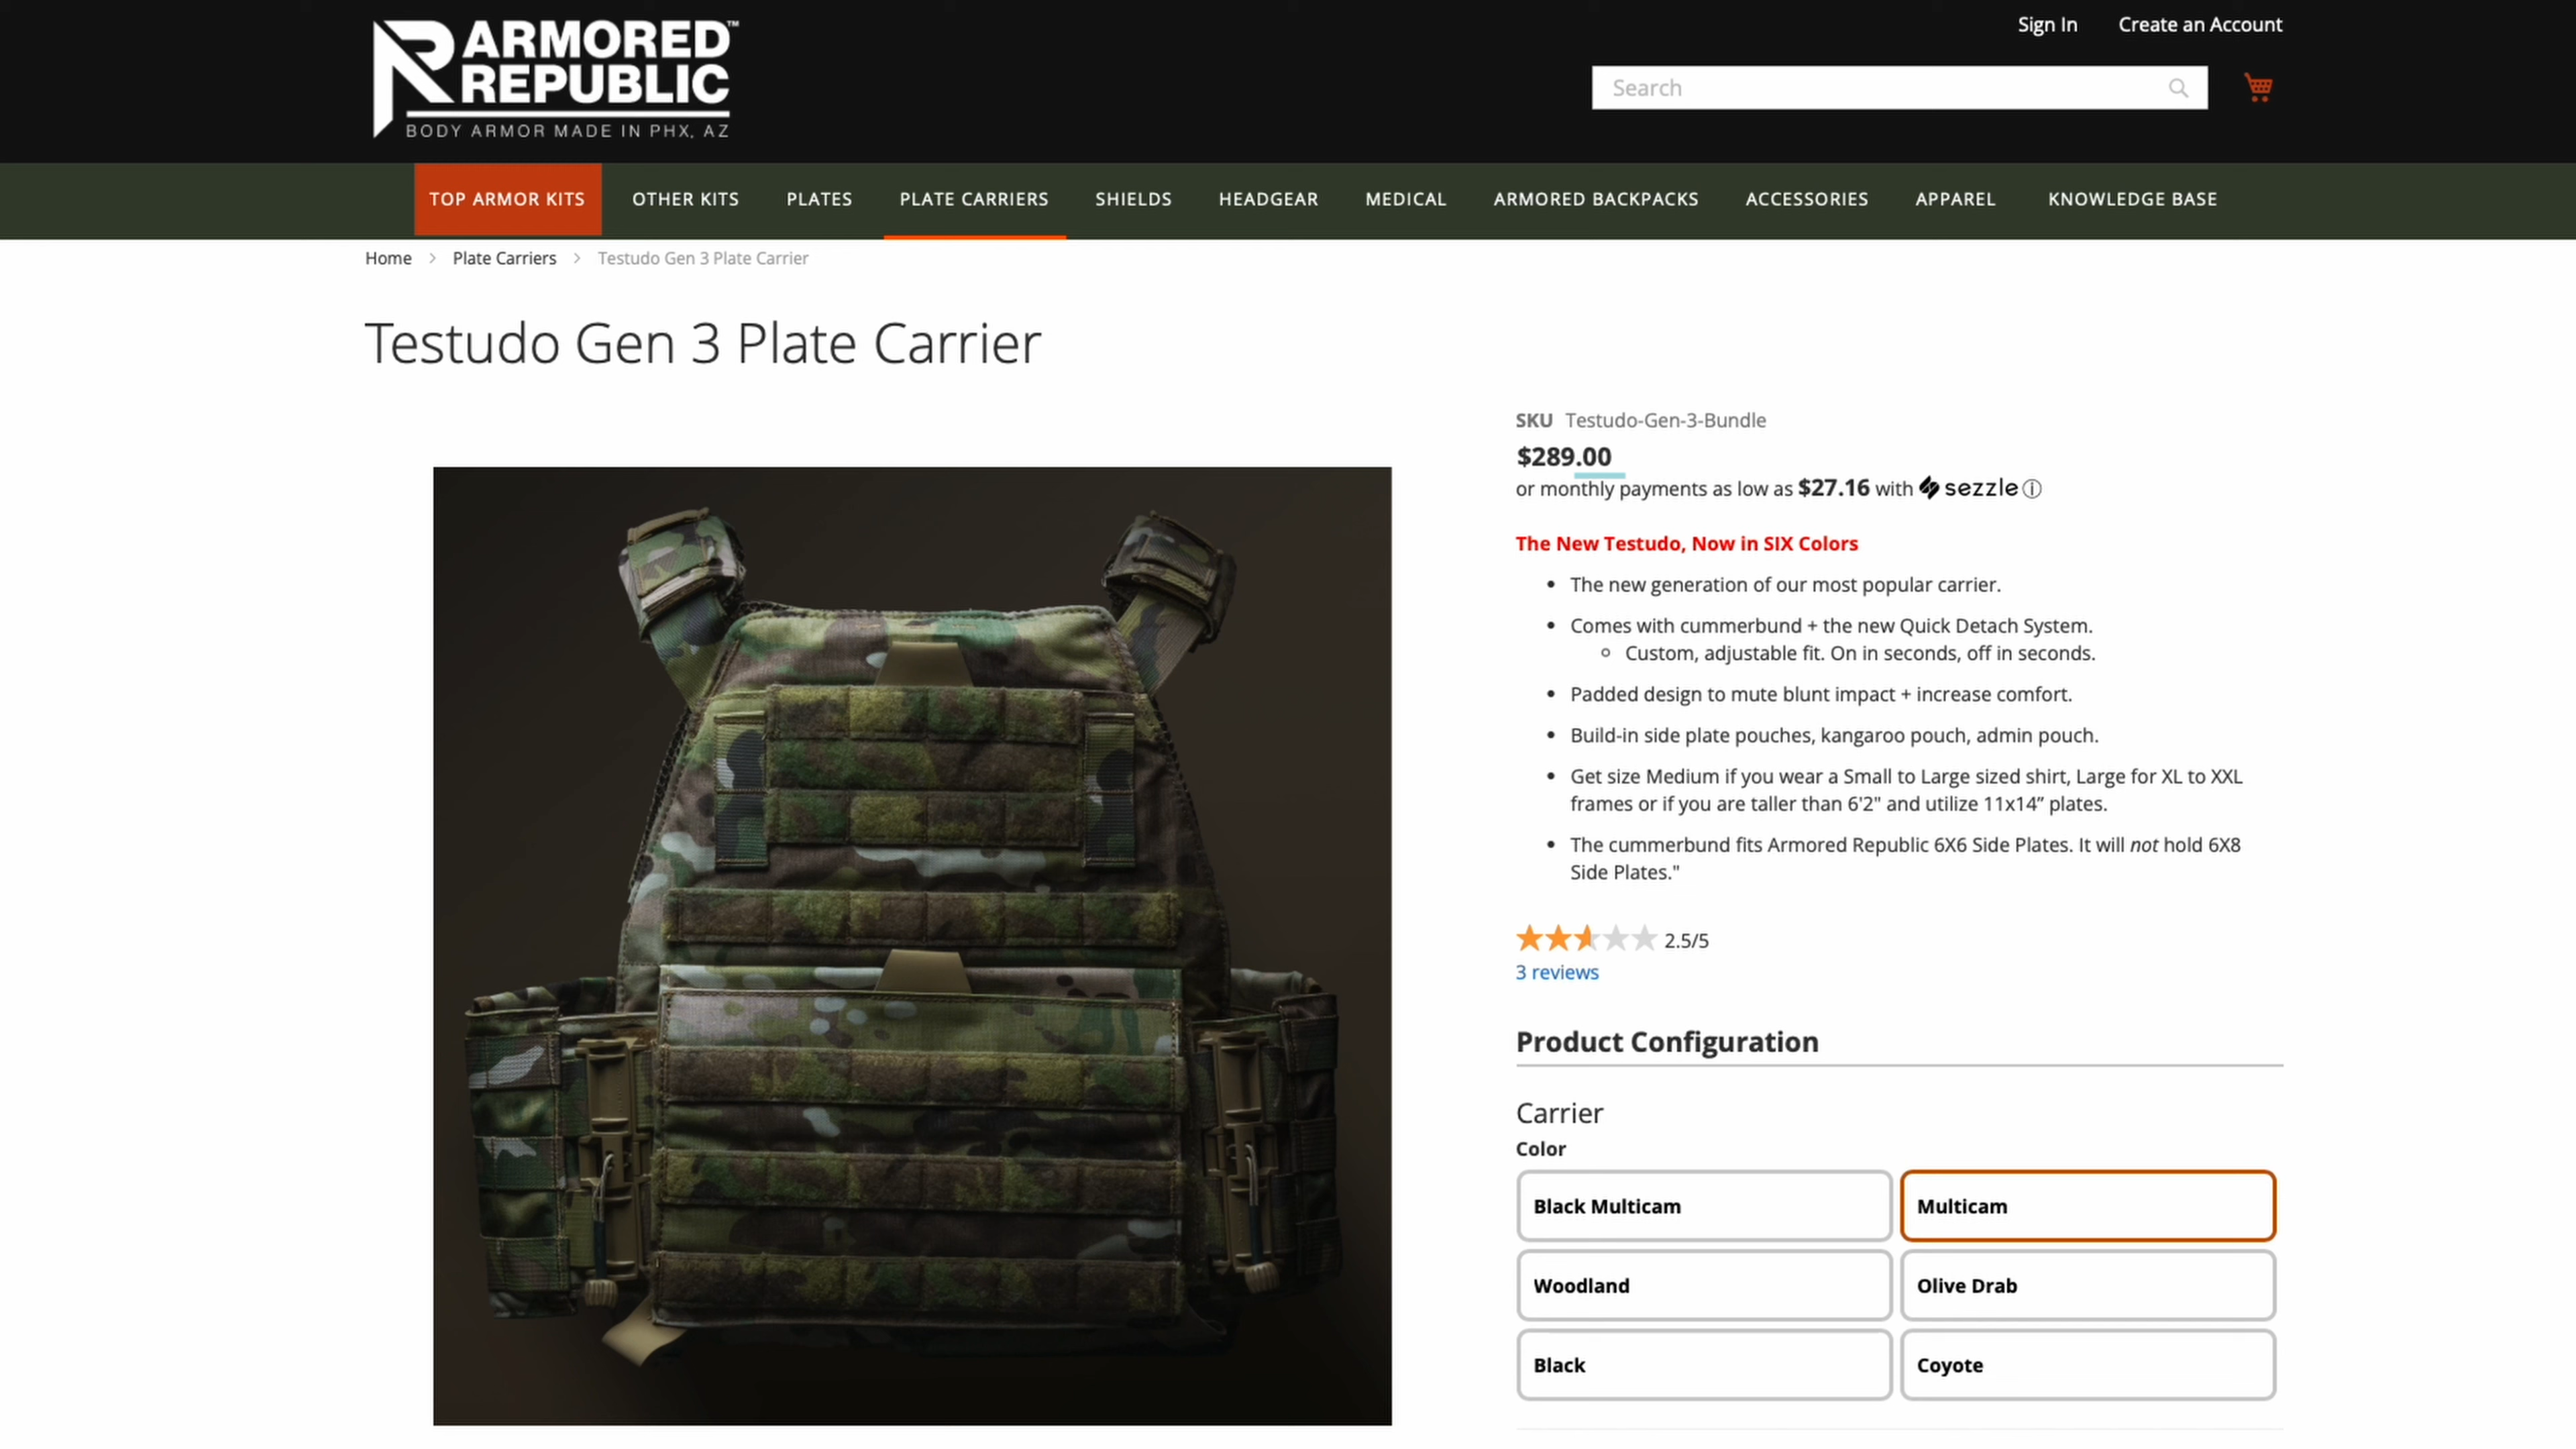 ARMORED™
REPUBLIC
BODY ARMOR MADE IN PHX, AZ
Sign In Create an Account
Search
TOP ARMOR KITS OTHER KITS PLATES PLATE CARRIERS SHIELDS HEADGEAR MEDICAL ARMORED BACKPACKS ACCESSORIES APPAREL KNOWLEDGE BASE
Home > Plate Carriers > Testudo Gen 3 Plate Carrier
Testudo Gen 3 Plate Carrier
SKU Testudo-Gen-3-Bundle
$289.00
or monthly payments as low as $27.16 with sezzle
The New Testudo, Now in SIX Colors
• The new generation of our most popular carrier.
• Comes with cummerbund + the new Quick Detach System.
◦ Custom, adjustable fit. On in seconds, off in seconds.
• Padded design to mute blunt impact + increase comfort.
• Build-in side plate pouches, kangaroo pouch, admin pouch.
• Get size Medium if you wear a Small to Large sized shirt, Large for XL to XXL
frames or if you are taller than 6'2" and utilize 11x14” plates.
• The cummerbund fits Armored Republic 6X6 Side Plates. It will not hold 6X8
Side Plates."
2.5/5
3 reviews
Product Configuration
Carrier
Color
Black Multicam Multicam
Woodland Olive Drab
Black Coyote